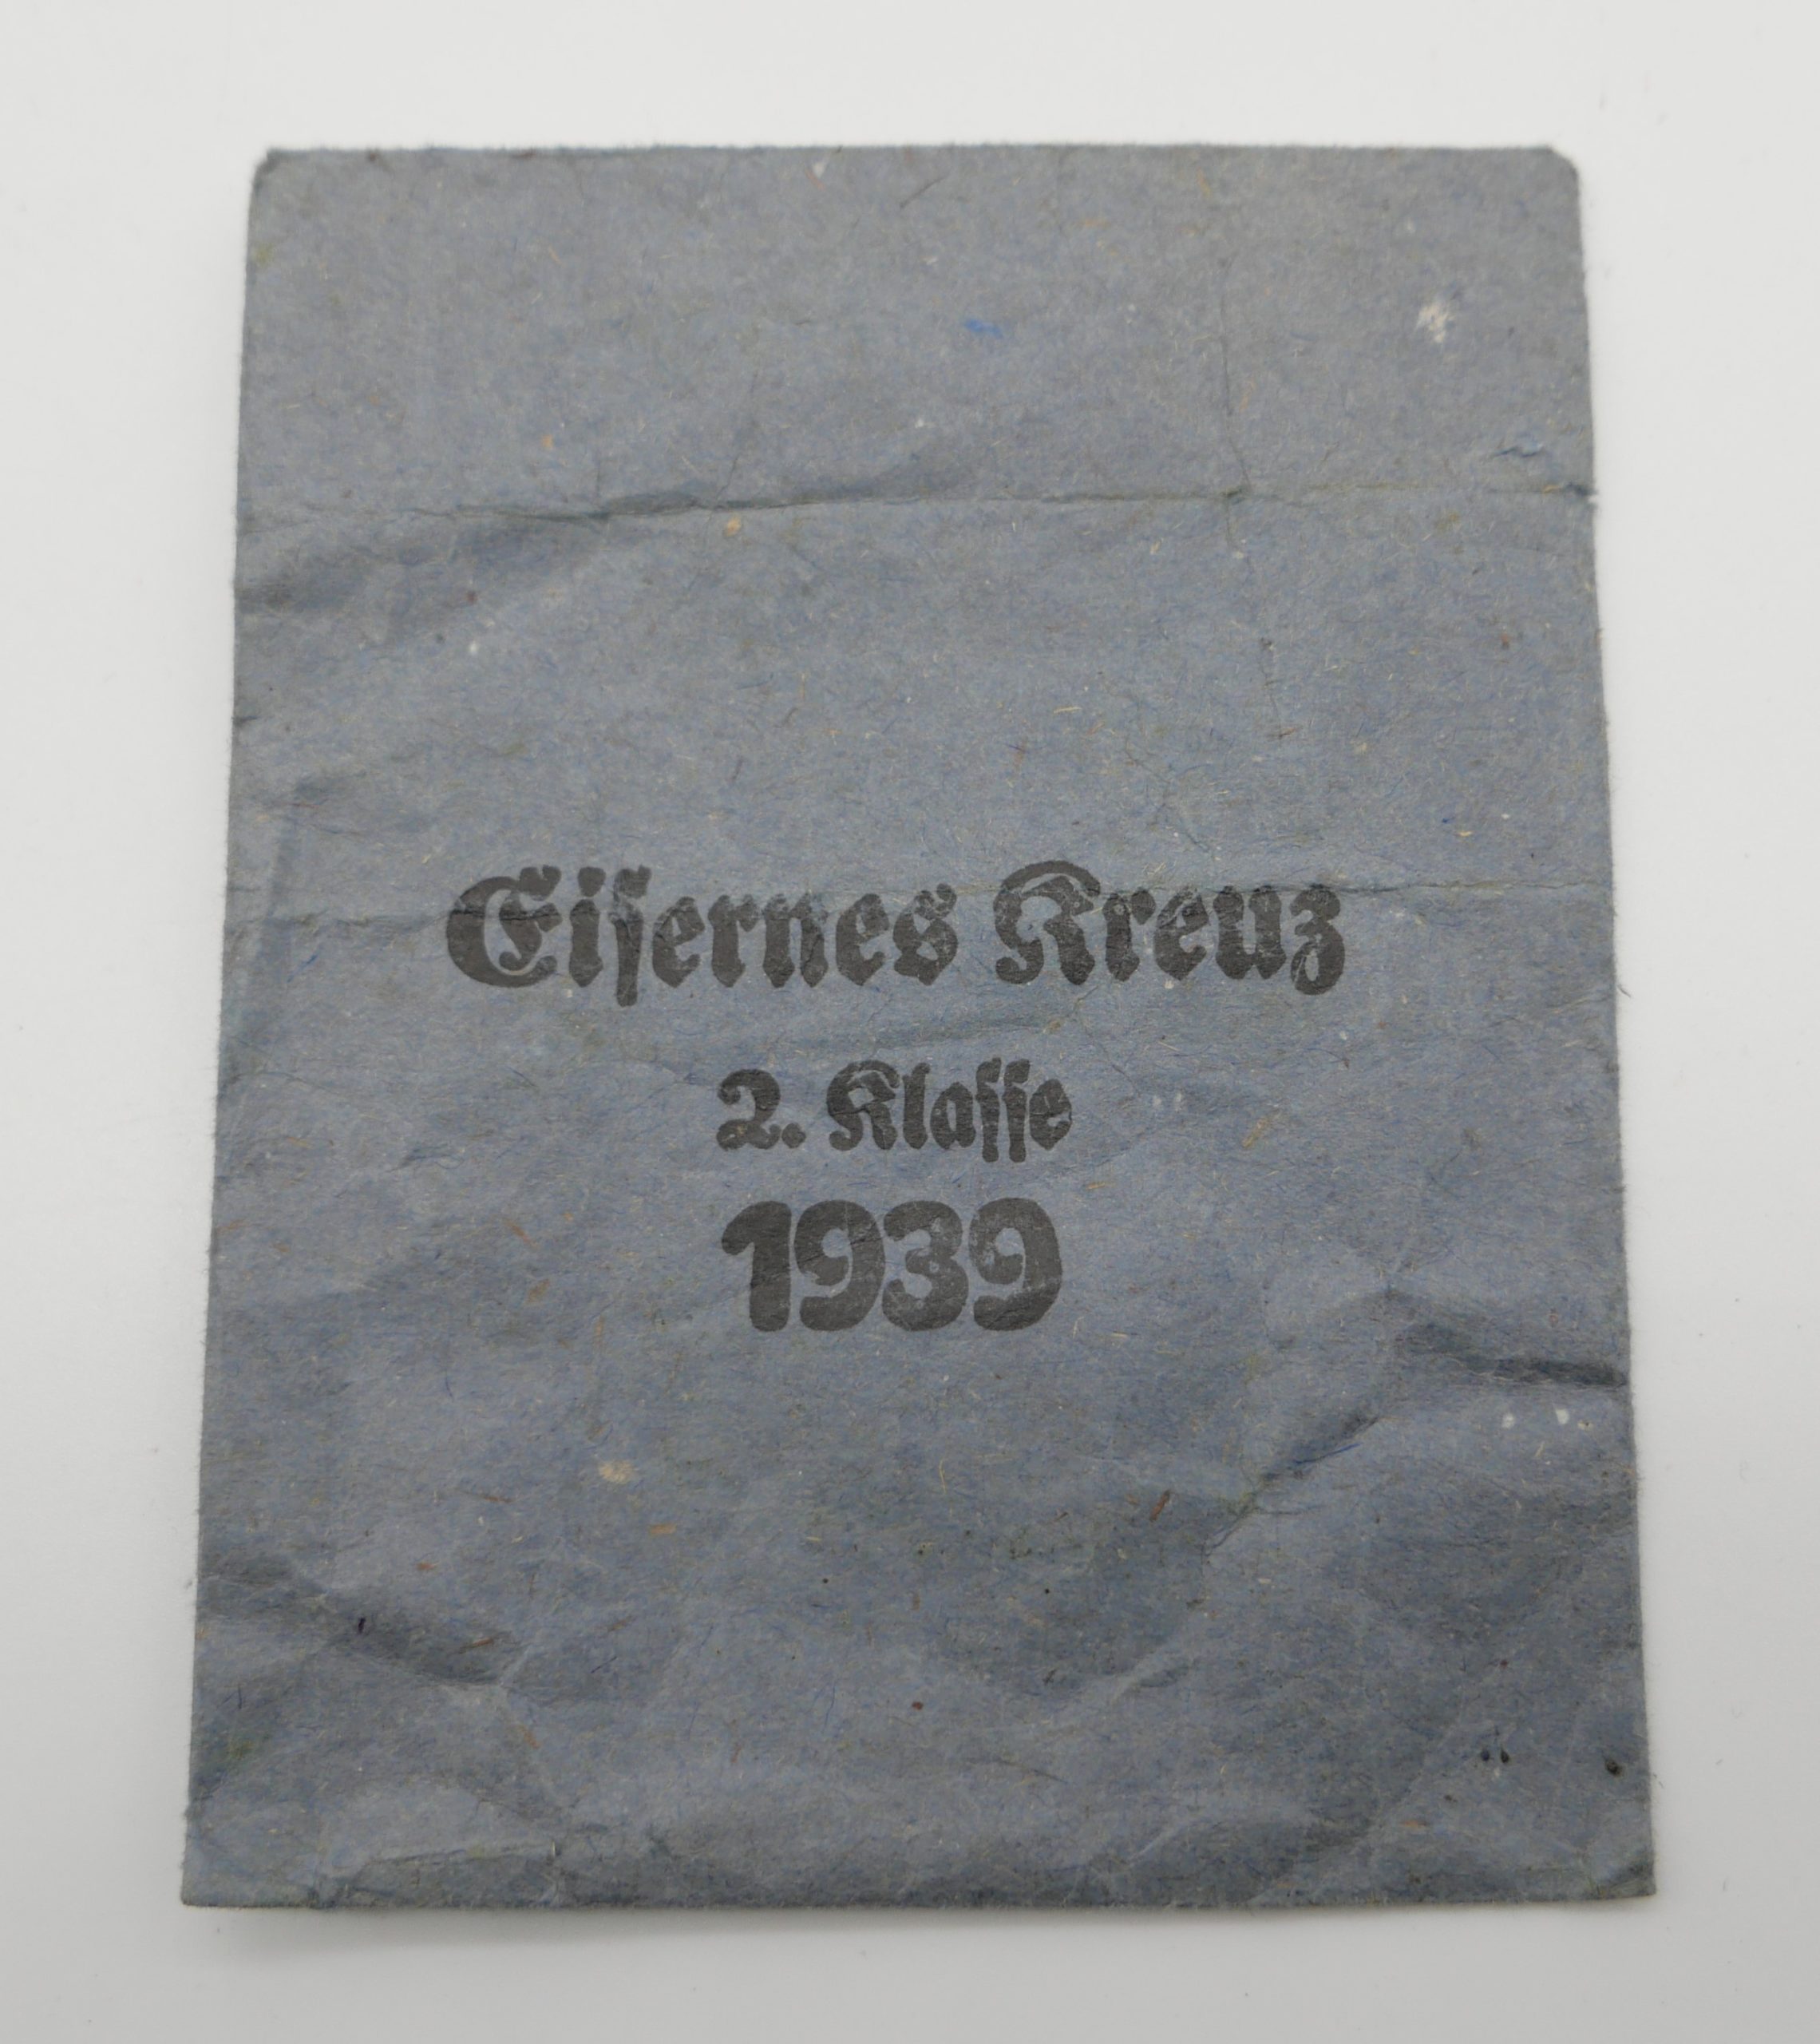 Eiſernes Kreuz
2. Klaſſe
1939